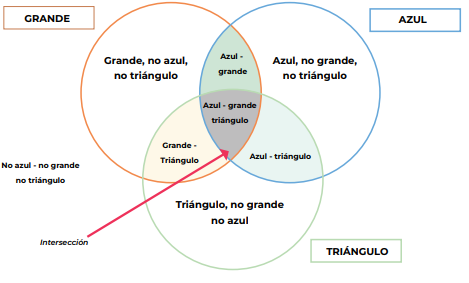 GRANDE
AZUL
Grande, no azul,
no triángulo
Azul -
grande
Azul, no grande,
no triángulo
Azul - grande
triángulo
Grande -
Triángulo
Azul - triángulo
No azul - no grande
no triángulo
Triángulo, no grande
no azul
Intersección
TRIÁNGULO